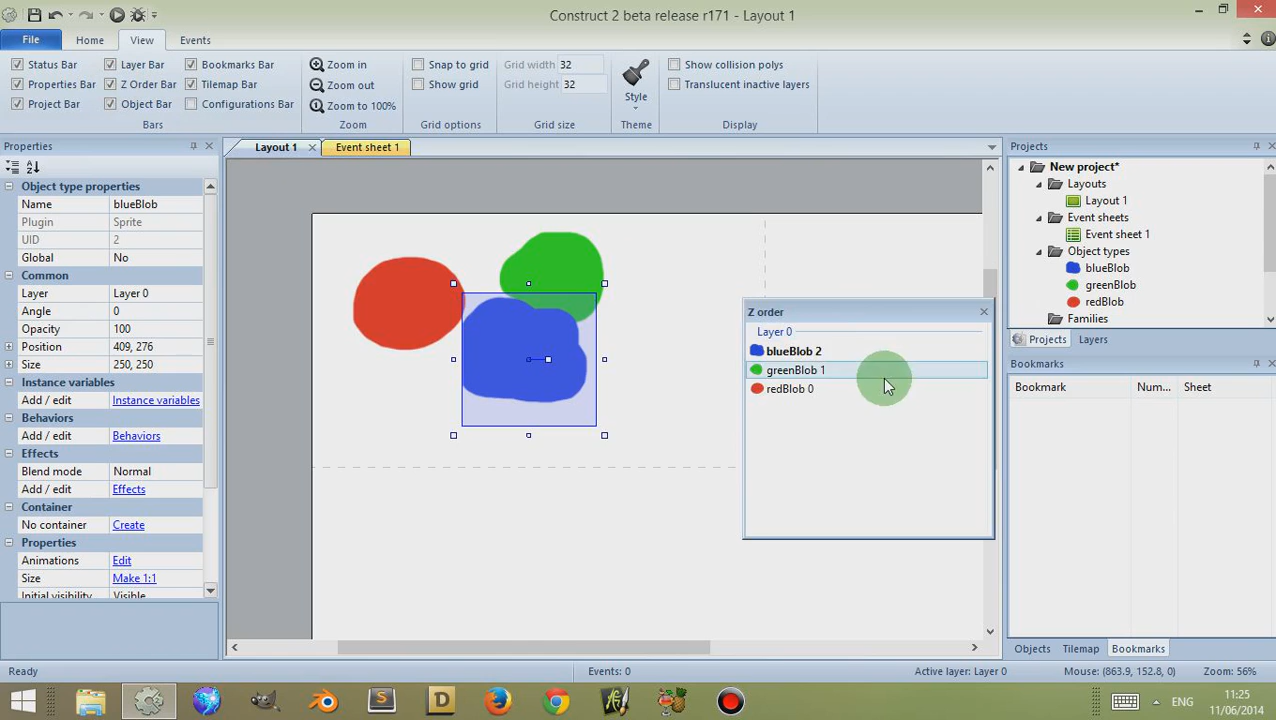 Construct 2 beta release r171 - Layout 1
File Home View Events
Status Bar Layer Bar Bookmarks Bar Zoom in Snap to grid Grid width 32 Show collision polys
Properties Bar Z Order Bar Tilemap Bar Zoom out Show grid Grid height 32 Style Translucent inactive layers
Project Bar Object Bar Configurations Bar Zoom to 100%
Bars Zoom Grid options Grid size Theme Display
Properties
Object type properties
Name blueBlob
Plugin Sprite
UID 2
Global No
Common
Layer Layer 0
Angle 0
Opacity 100
Position 409, 276
Size 250, 250
Instance variables
Add / edit Instance variables
Behaviors
Add / edit Behaviors
Effects
Blend mode Normal
Add / edit Effects
Container
No container Create
Properties
Animations Edit
Size Make 1:1
Initial visibility Visible
Layout 1 Event sheet 1
Z order
Layer 0
blueBlob 2
greenBlob 1
redBlob 0
Projects
New project*
Layouts
Layout 1
Event sheets
Event sheet 1
Object types
blueBlob
greenBlob
redBlob
Families
Projects Layers
Bookmarks
Bookmark Num... Sheet
Objects Tilemap Bookmarks
Ready Events: 0 Active layer: Layer 0 Mouse: (863.9, 152.8, 0) Zoom: 56%
S D ENG 11:25
11/06/2014